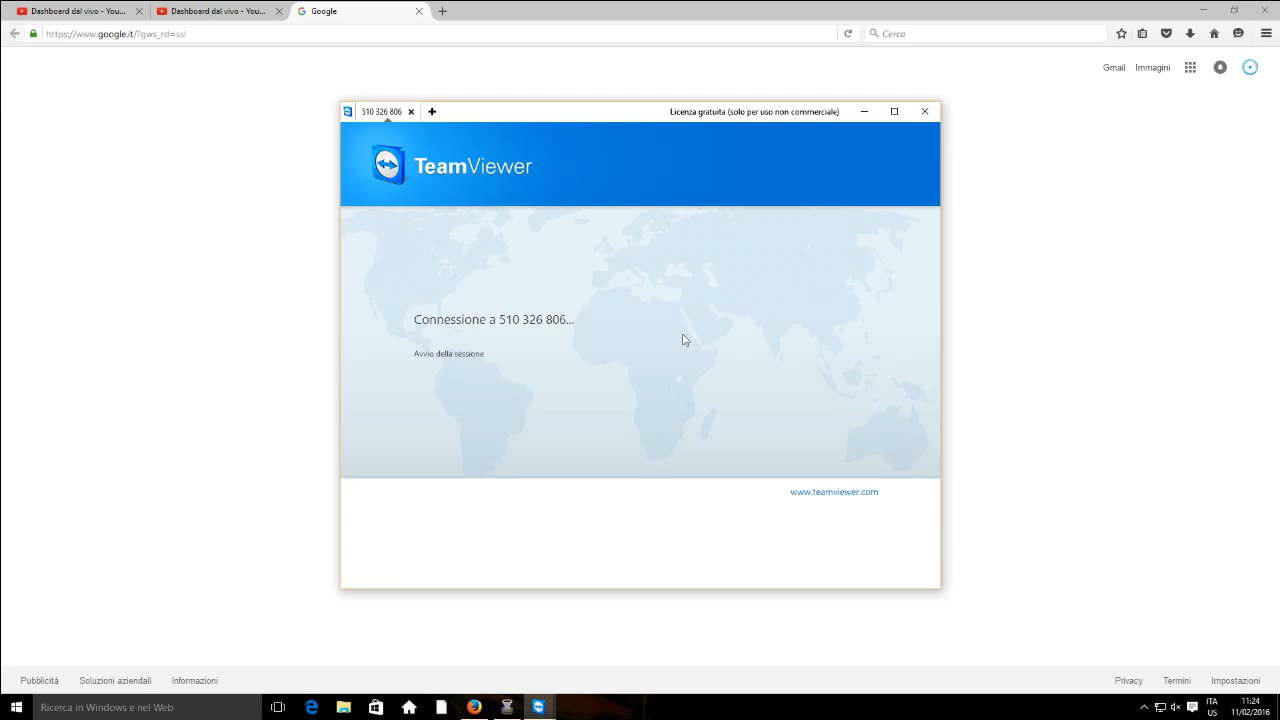 Dashboard dal vivo - You...
Dashboard dal vivo - You...
Google
https://www.google.it/?gws_rd=ssl
Cerca
Gmail
Immagini
510 326 806
Licenza gratuita (solo per uso non commerciale)
TeamViewer
Connessione a 510 326 806...
Avvio della sessione
www.teamviewer.com
Pubblicità
Soluzioni aziendali
Informazioni
Privacy
Termini
Impostazioni
Ricerca in Windows e nel Web
ITA
US
11:24
11/02/2016